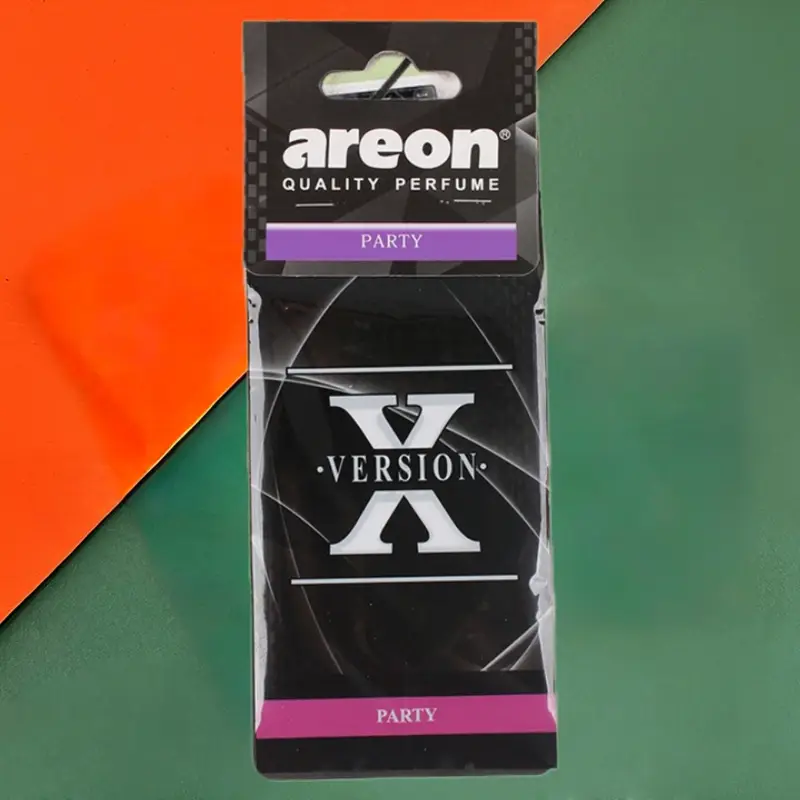 areon®
QUALITY PERFUME
PARTY
X
·VERSION·
PARTY